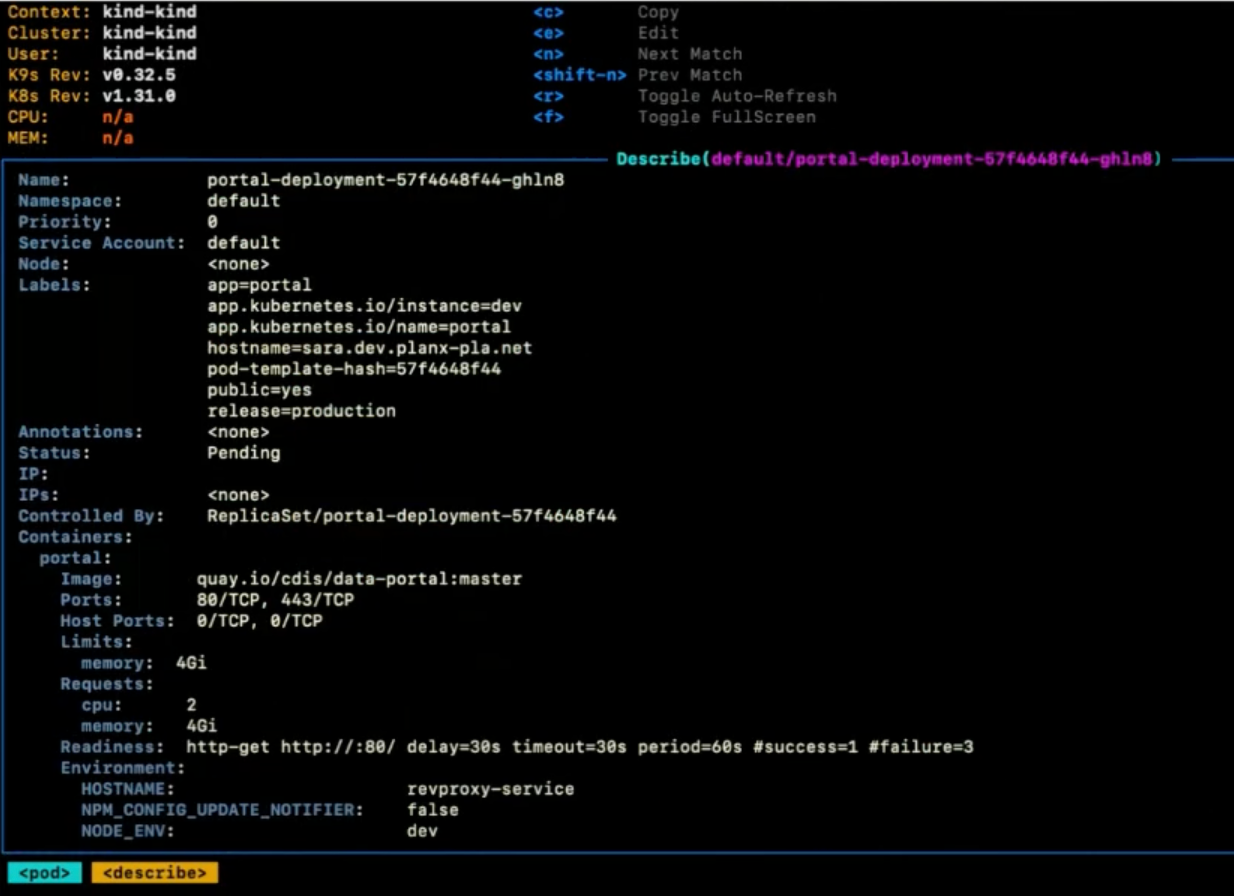 Context: kind-kind <c> Copy
Cluster: kind-kind <e> Edit
User: kind-kind <n> Next Match
K9s Rev: v0.32.5 <shift-n> Prev Match
K8s Rev: v1.31.0 <r> Toggle Auto-Refresh
CPU: n/a <f> Toggle FullScreen
MEM: n/a
Describe(default/portal-deployment-57f4648f44-ghln8)
Name: portal-deployment-57f4648f44-ghln8
Namespace: default
Priority: 0
Service Account: default
Node: <none>
Labels: app=portal
app.kubernetes.io/instance=dev
app.kubernetes.io/name=portal
hostname=sara.dev.planx-pla.net
pod-template-hash=57f4648f44
public=yes
release=production
Annotations: <none>
Status: Pending
IP:
IPs: <none>
Controlled By: ReplicaSet/portal-deployment-57f4648f44
Containers:
portal:
Image: quay.io/cdis/data-portal:master
Ports: 80/TCP, 443/TCP
Host Ports: 0/TCP, 0/TCP
Limits:
memory: 4Gi
Requests:
cpu: 2
memory: 4Gi
Readiness: http-get http://:80/ delay=30s timeout=30s period=60s #success=1 #failure=3
Environment:
HOSTNAME: revproxy-service
NPM_CONFIG_UPDATE_NOTIFIER: false
NODE_ENV: dev
<pod> <describe>